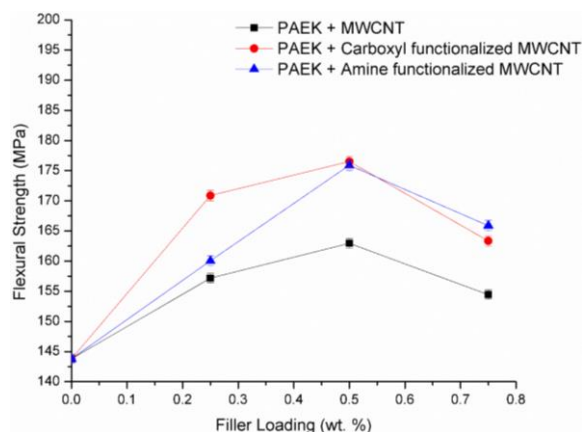 PAEK + MWCNT
PAEK + Carboxyl functionalized MWCNT
PAEK + Amine functionalized MWCNT
Flexural Strength (MPa)
200
195
190
185
180
175
170
165
160
155
150
145
140
0.0 0.1 0.2 0.3 0.4 0.5 0.6 0.7 0.8
Filler Loading (wt. %)